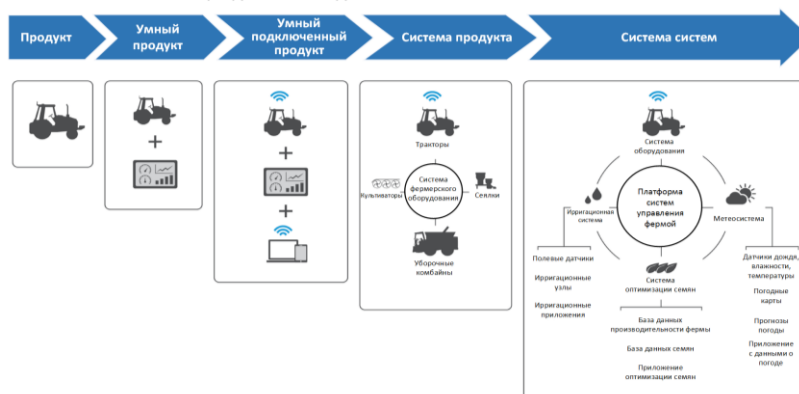 Продукт
Умный
продукт
Умный
подключенный
продукт
Система продукта
Система систем
Тракторы
Система
фермерского
оборудования
Культиваторы
Сеялки
Уборочные
комбайны
Система
оборудования
Платформа
систем
управления
фермой
Ирригационная
система
Метеосистема
Система
оптимизации семян
Полевые датчики
Ирригационные
узлы
Ирригационные
приложения
База данных
производительности фермы
База данных семян
Приложение
оптимизации семян
Датчики дождя,
влажности,
температуры
Погодные
карты
Прогнозы
погоды
Приложение
с данными о
погоде